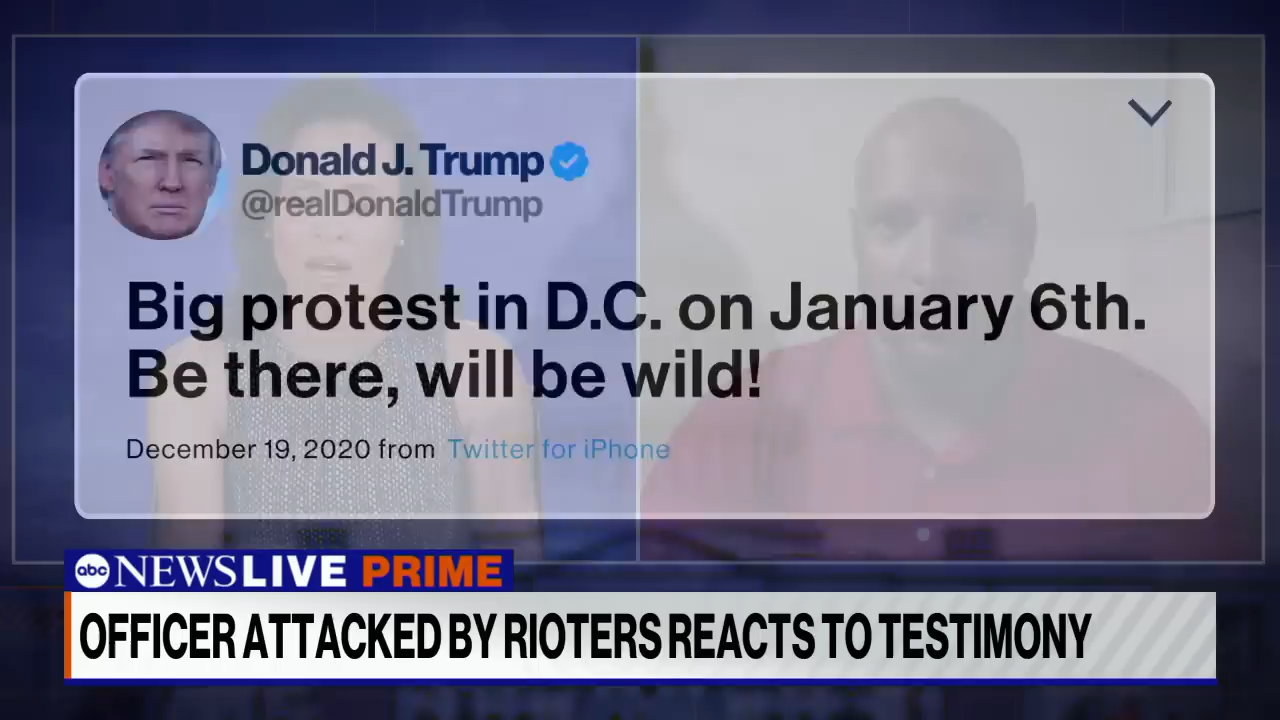 Donald J. Trump
@realDonaldTrump
Big protest in D.C. on January 6th.
Be there, will be wild!
December 19, 2020 from Twitter for iPhone
abc NEWS LIVE PRIME
OFFICER ATTACKED BY RIOTERS REACTS TO TESTIMONY